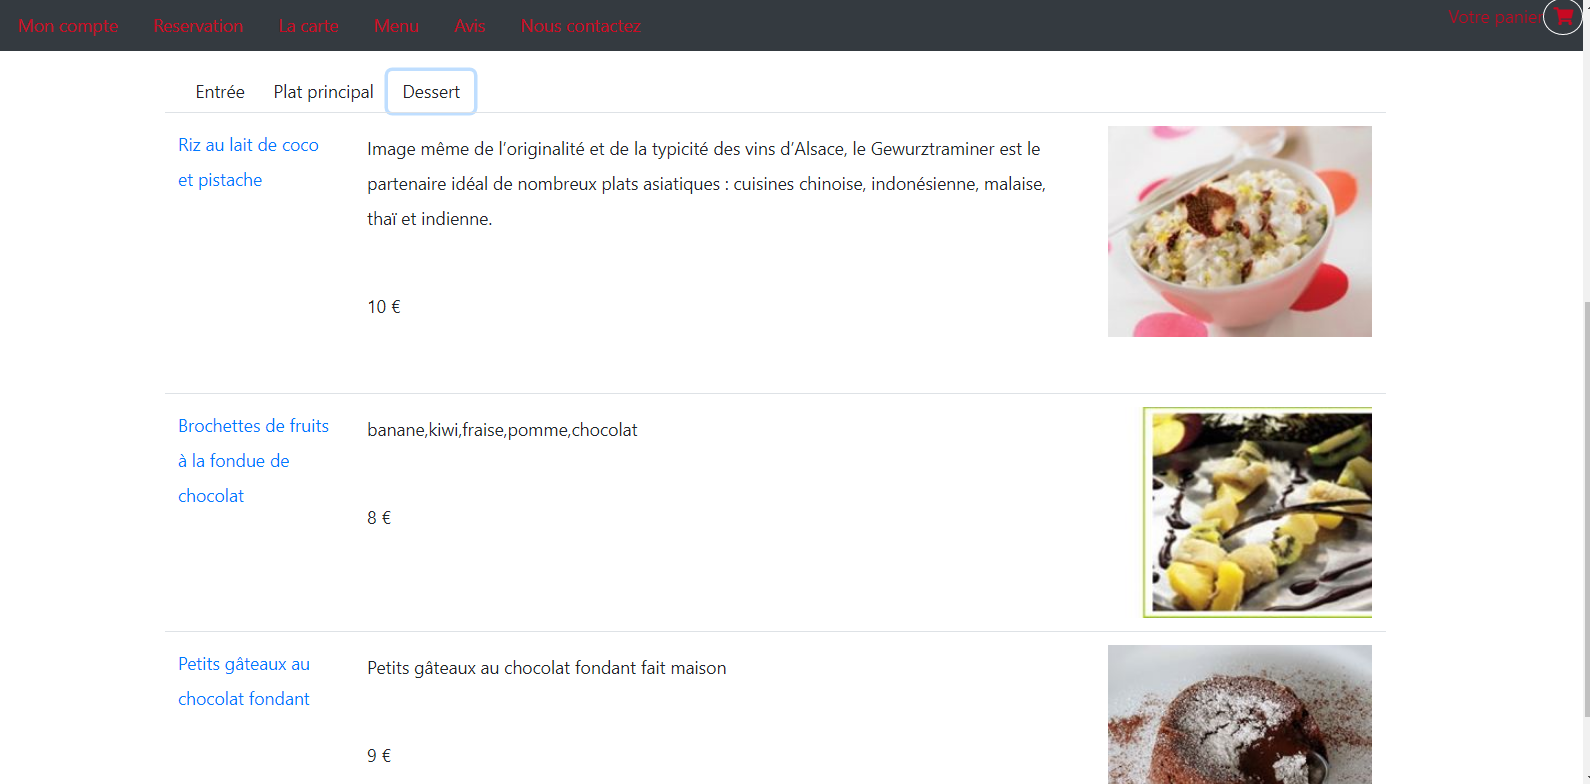 Mon compte Reservation La carte Menu Avis Nous contactez Votre panier
Entrée Plat principal Dessert
Riz au lait de coco
et pistache
Image même de l'originalité et de la typicité des vins d'Alsace, le Gewurztraminer est le
partenaire idéal de nombreux plats asiatiques : cuisines chinoise, indonésienne, malaise,
thaï et indienne.
10 €
Brochettes de fruits
à la fondue de
chocolat
banane,kiwi,fraise,pomme,chocolat
8 €
Petits gâteaux au
chocolat fondant
Petits gâteaux au chocolat fondant fait maison
9 €